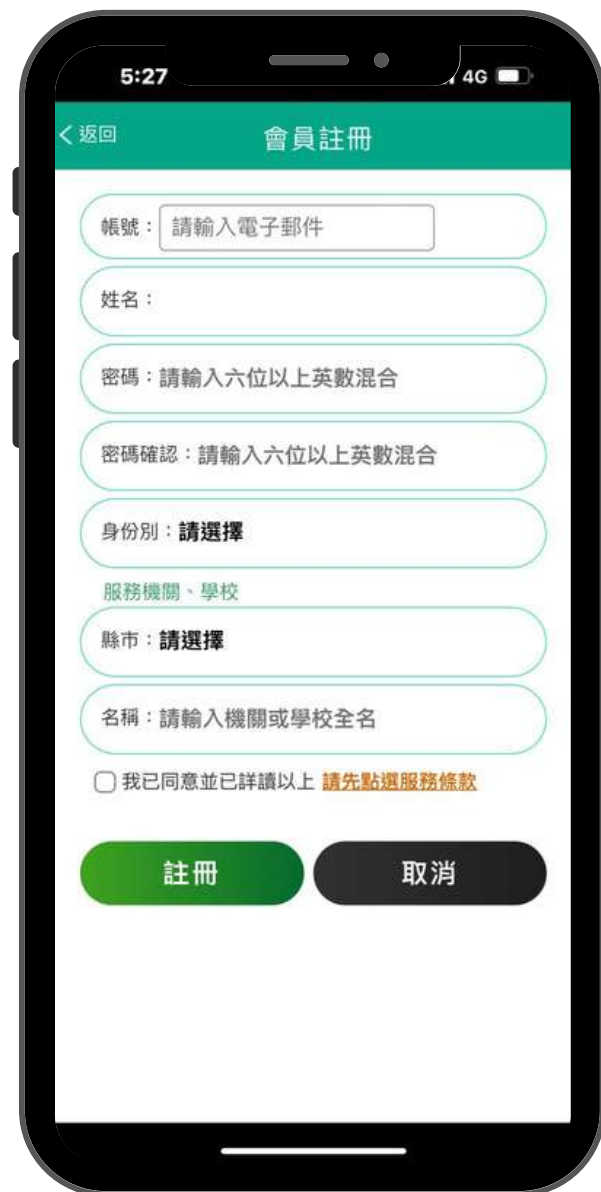 5:27
4G
返回
會員註冊
帳號：請輸入電子郵件
姓名：
密碼：請輸入六位以上英數混合
密碼確認：請輸入六位以上英數混合
身份別：請選擇
服務機關、學校
縣市：請選擇
名稱：請輸入機關或學校全名
我已同意並已詳讀以上 請先點選服務條款
註冊
取消